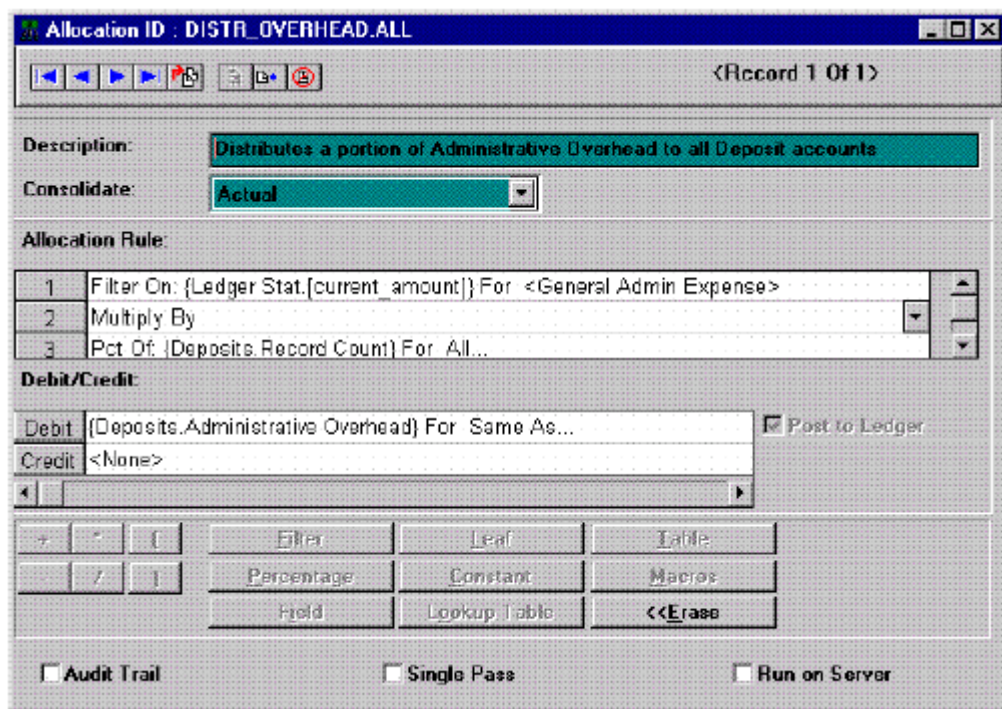 Allocation ID : DISTR_OVERHEAD.ALL
<Record 1 Of 1>
Description: Distributes a portion of Administrative Overhead to all Deposit accounts
Consolidate: Actual
Allocation Rule:
1 Filter On: {Ledger Stat.[current_amount]} For <General Admin Expense>
2 Multiply By
3 Pct Of: {Deposits.Record Count} For All...
Debit/Credit:
Debit {Deposits.Administrative Overhead} For Same As... Post to Ledger
Credit <None>
+ * ( Filter Leaf Table
- / ) Percentage Constant Macros
Field Lookup Table <<Erase
Audit Trail Single Pass Run on Server